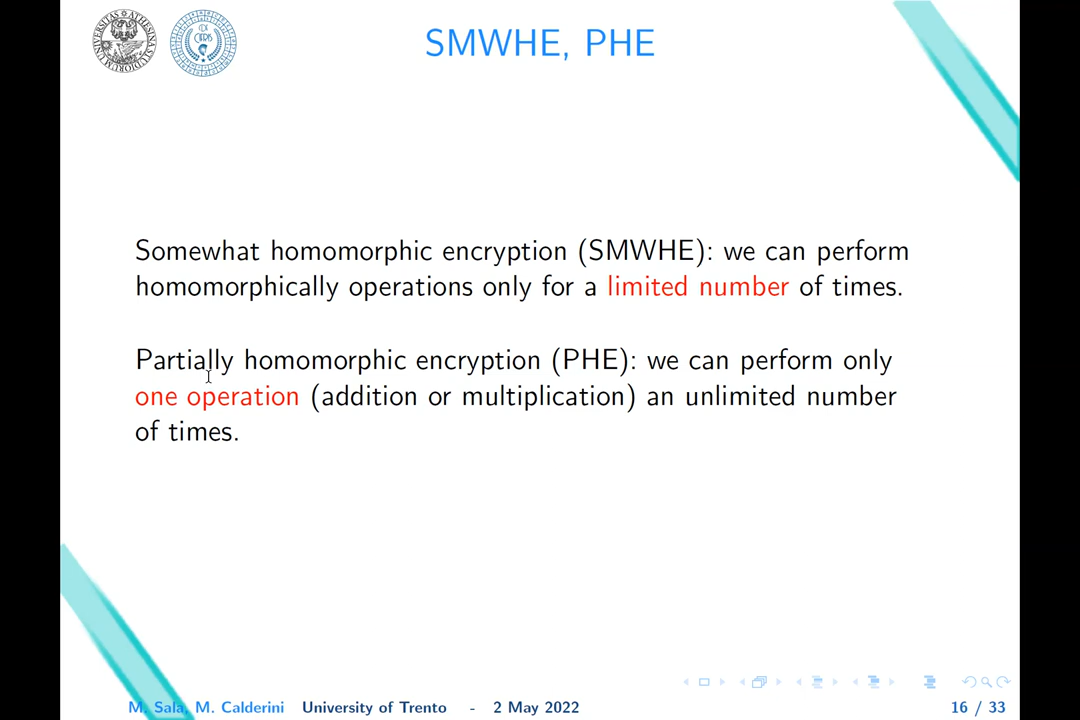 SMWHE, PHE
Somewhat homomorphic encryption (SMWHE): we can perform
homomorphically operations only for a limited number of times.
Partially homomorphic encryption (PHE): we can perform only
one operation (addition or multiplication) an unlimited number
of times.
M. Sala, M. Calderini University of Trento - 2 May 2022 16 / 33